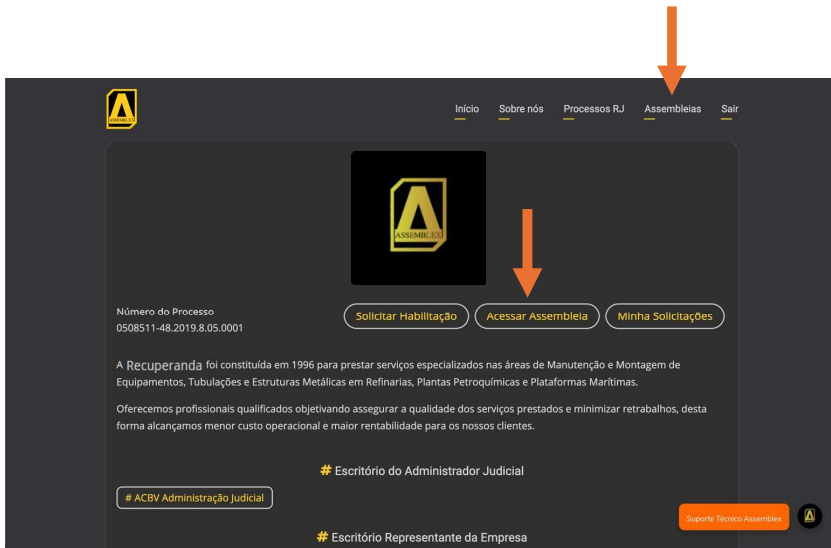 ASSEMBLEX
Início Sobre nós Processos RJ Assembleias Sair
ASSEMBLEX
Número do Processo
0508511-48.2019.8.05.0001
Solicitar Habilitação Acessar Assembleia Minha Solicitações
A Recuperanda foi constituída em 1996 para prestar serviços especializados nas áreas de Manutenção e Montagem de
Equipamentos, Tubulações e Estruturas Metálicas em Refinarias, Plantas Petroquímicas e Plataformas Marítimas.
Oferecemos profissionais qualificados objetivando assegurar a qualidade dos serviços prestados e minimizar retrabalhos, desta
forma alcançamos menor custo operacional e maior rentabilidade para os nossos clientes.
# Escritório do Administrador Judicial
# ACBV Administração Judicial
Suporte Técnico Assemblex
# Escritório Representante da Empresa